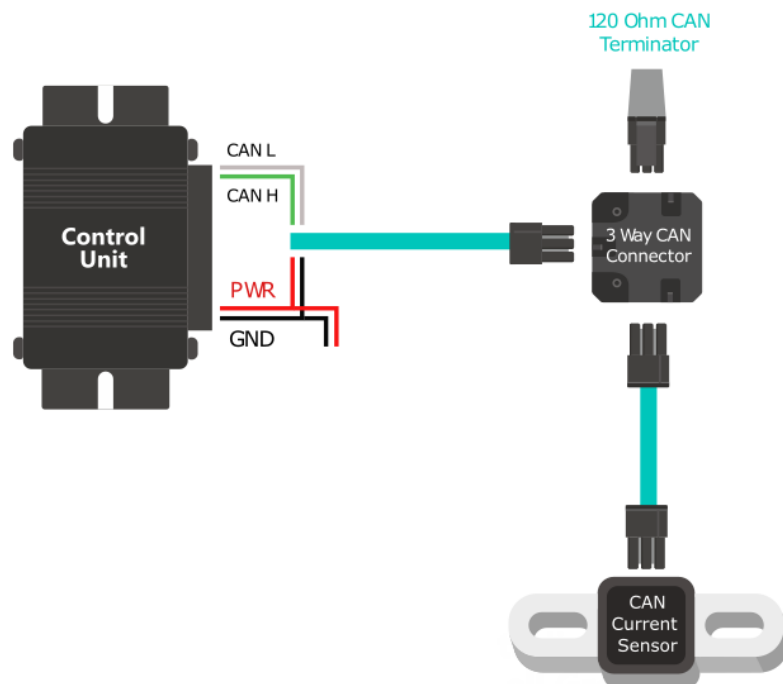 120 Ohm CAN
Terminator
CAN L
CAN H
Control
Unit
3 Way CAN
Connector
PWR
GND
CAN
Current
Sensor